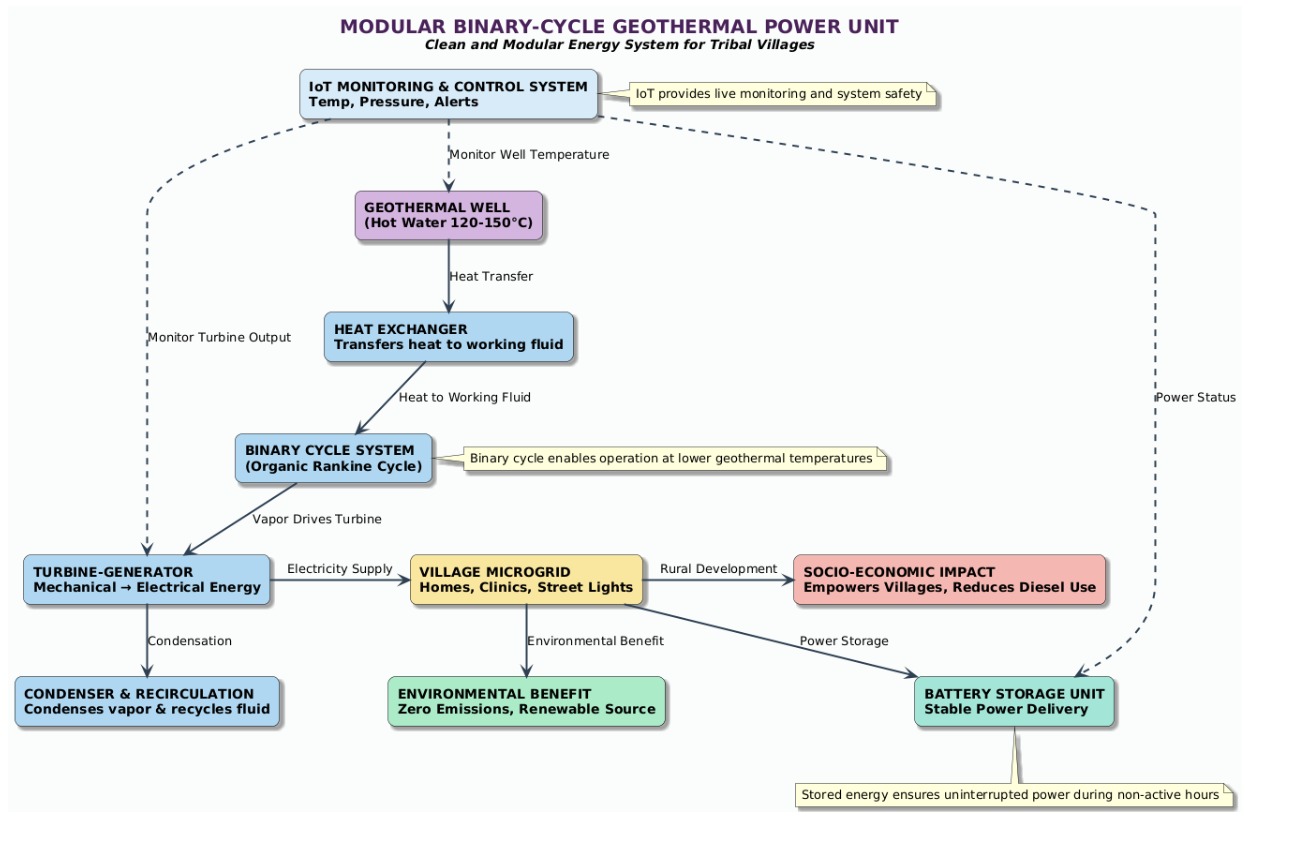 MODULAR BINARY-CYCLE GEOTHERMAL POWER UNIT
Clean and Modular Energy System for Tribal Villages
IoT MONITORING & CONTROL SYSTEM
Temp, Pressure, Alerts
IoT provides live monitoring and system safety
Monitor Well Temperature
GEOTHERMAL WELL
(Hot Water 120-150°C)
Heat Transfer
HEAT EXCHANGER
Transfers heat to working fluid
Monitor Turbine Output
Heat to Working Fluid
Power Status
BINARY CYCLE SYSTEM
(Organic Rankine Cycle)
Binary cycle enables operation at lower geothermal temperatures
Vapor Drives Turbine
TURBINE-GENERATOR
Mechanical → Electrical Energy
Electricity Supply
VILLAGE MICROGRID
Homes, Clinics, Street Lights
Rural Development
SOCIO-ECONOMIC IMPACT
Empowers Villages, Reduces Diesel Use
Condensation
Environmental Benefit
Power Storage
CONDENSER & RECIRCULATION
Condenses vapor & recycles fluid
ENVIRONMENTAL BENEFIT
Zero Emissions, Renewable Source
BATTERY STORAGE UNIT
Stable Power Delivery
Stored energy ensures uninterrupted power during non-active hours